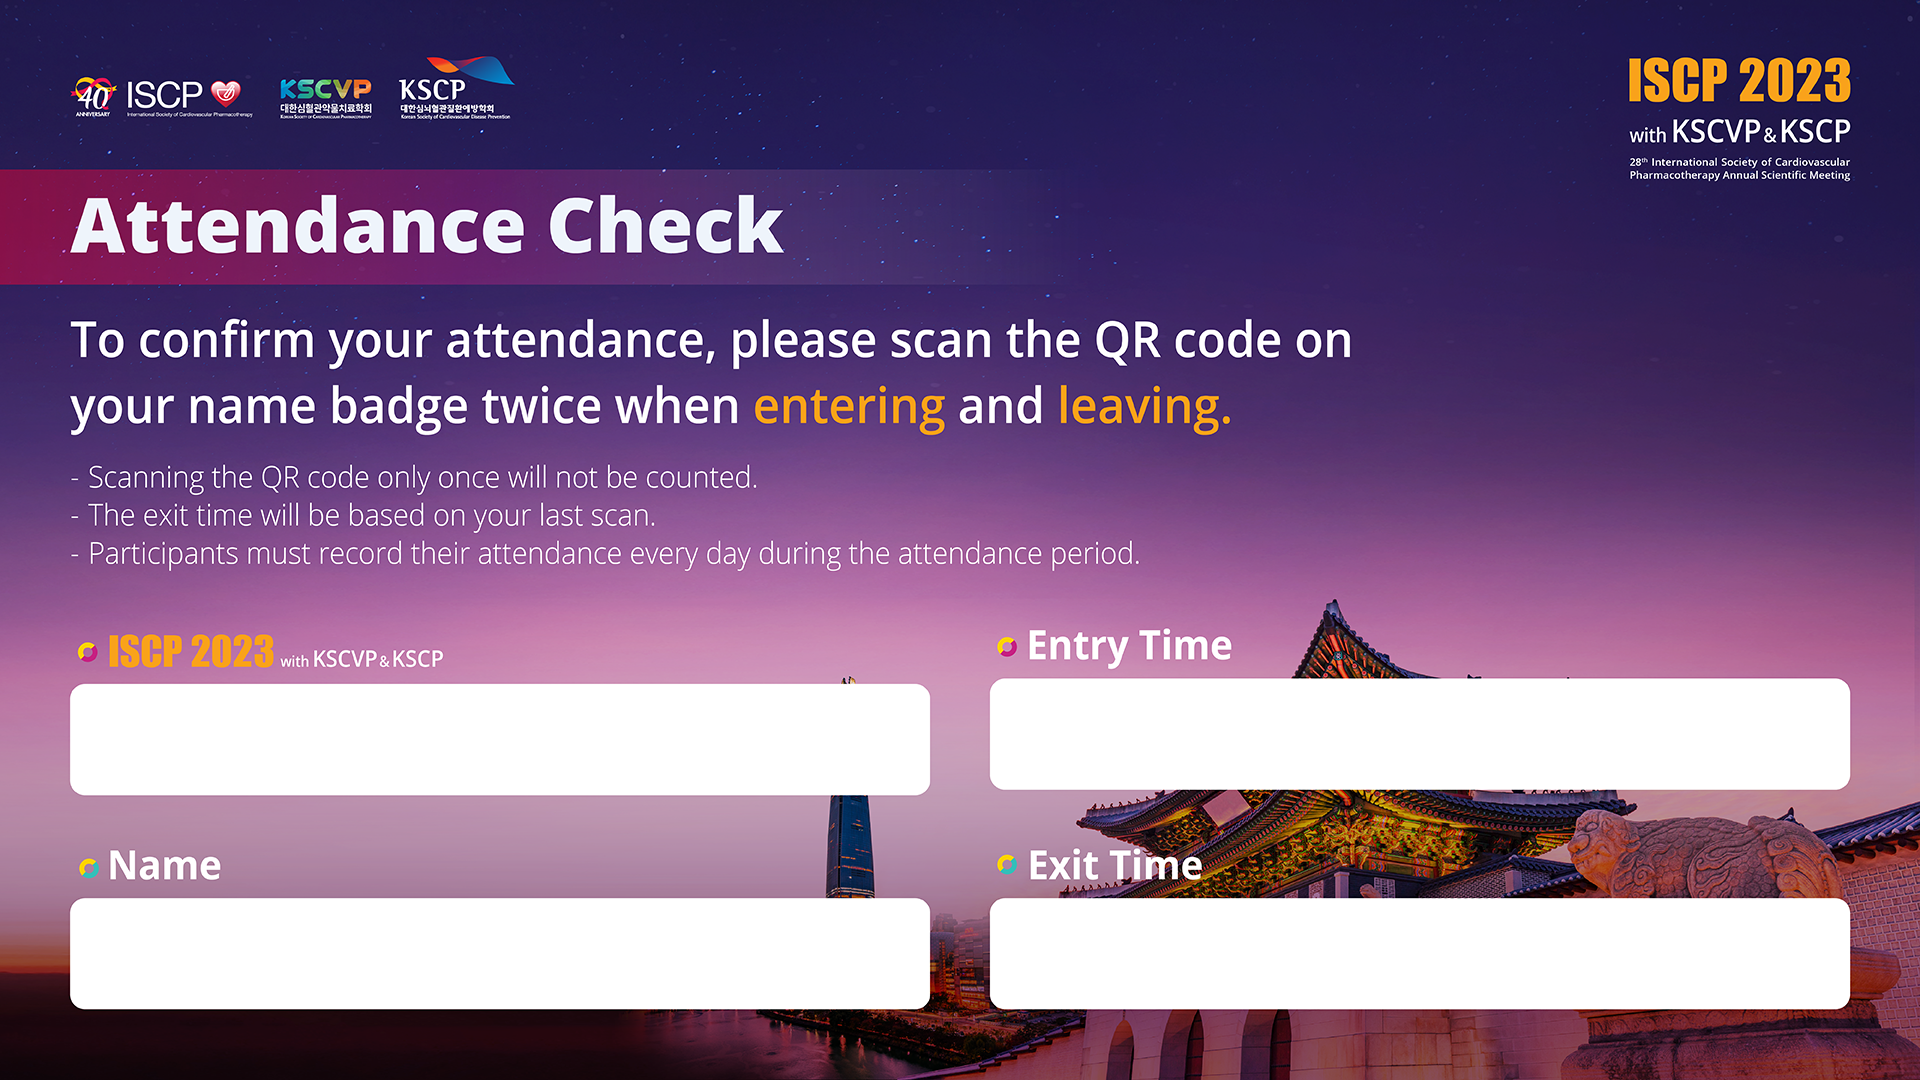 40
ANNIVERSARY
ISCP
International Society of Cardiovascular Pharmacotherapy
KSCVP
대한심혈관약물치료학회
KOREAN SOCIETY OF CARDIOVASCULAR PHARMACOTHERAPY
KSCP
대한심뇌혈관질환예방학회
Korean Society of Cardiovascular Disease Prevention
ISCP 2023
with KSCVP & KSCP
28th International Society of Cardiovascular
Pharmacotherapy Annual Scientific Meeting
Attendance Check
To confirm your attendance, please scan the QR code on
your name badge twice when entering and leaving.
- Scanning the QR code only once will not be counted.
- The exit time will be based on your last scan.
- Participants must record their attendance every day during the attendance period.
ISCP 2023 with KSCVP & KSCP
Entry Time
Name
Exit Time